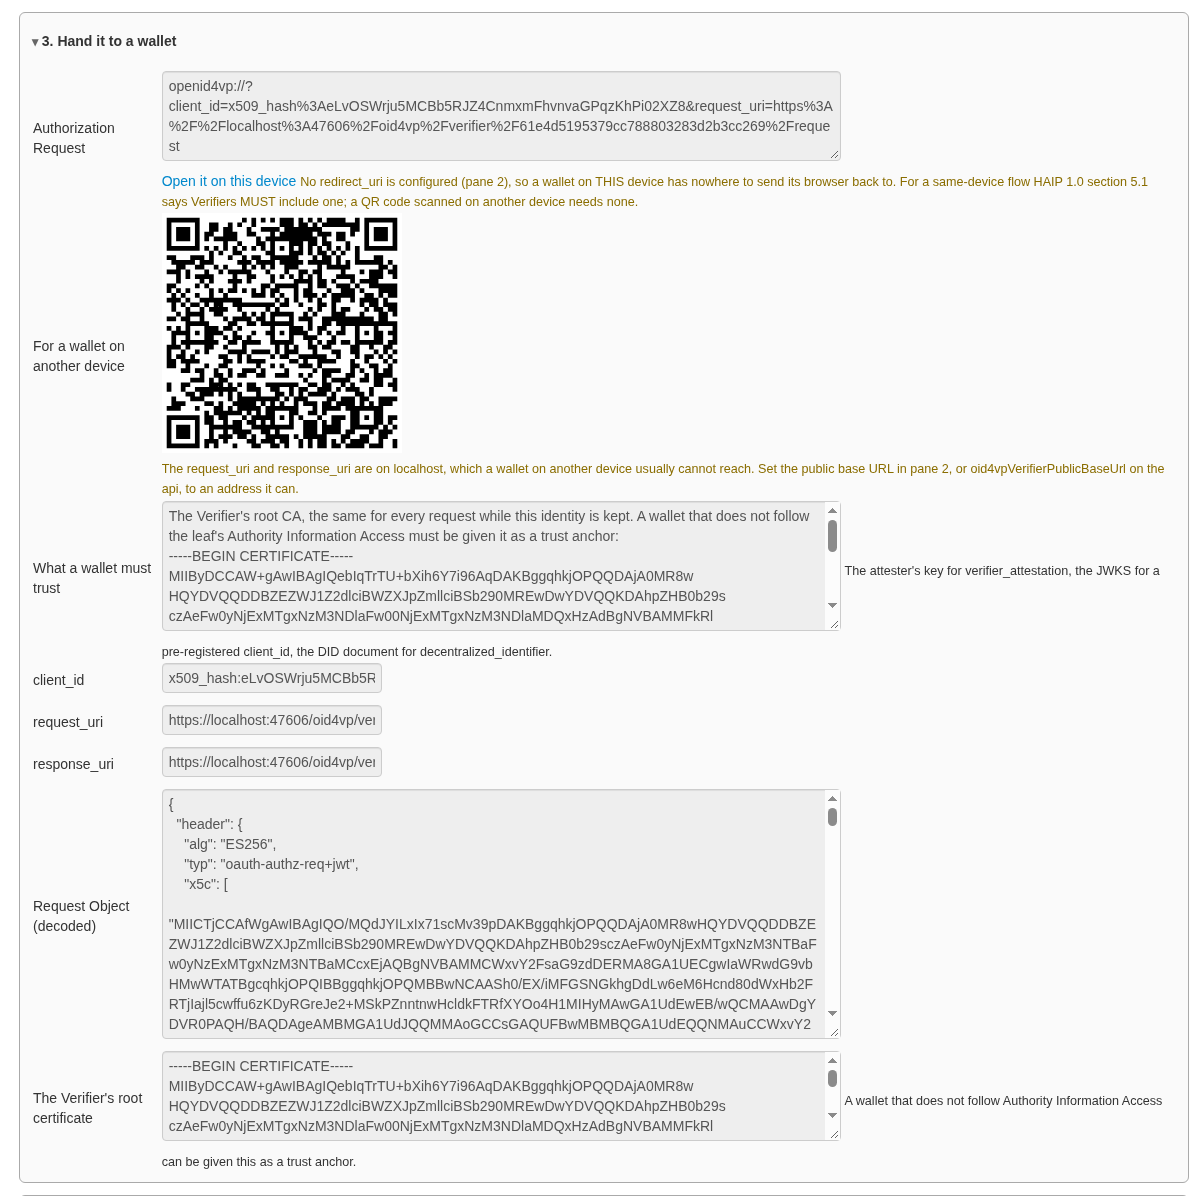 ▾ 3. Hand it to a wallet
Authorization
Request
openid4vp://?
client_id=x509_hash%3AeLvOSWrju5MCBb5RJZ4CnmxmFhvnvaGPqzKhPi02XZ8&request_uri=https%3A
%2F%2Flocalhost%3A47606%2Foid4vp%2Fverifier%2F61e4d5195379cc788803283d2b3cc269%2Freque
st
Open it on this device No redirect_uri is configured (pane 2), so a wallet on THIS device has nowhere to send its browser back to. For a same-device flow HAIP 1.0 section 5.1
says Verifiers MUST include one; a QR code scanned on another device needs none.
For a wallet on
another device
The request_uri and response_uri are on localhost, which a wallet on another device usually cannot reach. Set the public base URL in pane 2, or oid4vpVerifierPublicBaseUrl on the
api, to an address it can.
What a wallet must
trust
The Verifier's root CA, the same for every request while this identity is kept. A wallet that does not follow
the leaf's Authority Information Access must be given it as a trust anchor:
-----BEGIN CERTIFICATE-----
MIIByDCCAW+gAwIBAgIQebIqTrTU+bXih6Y7i96AqDAKBggqhkjOPQQDAjA0MR8w
HQYDVQQDDBZEZWJ1Z2dlciBWZXJpZmllciBSb290MREwDwYDVQQKDAhpZHB0b29s
czAeFw0yNjExMTgxNzM3NDlaFw00NjExMTgxNzM3NDlaMDQxHzAdBgNVBAMMFkRl
The attester's key for verifier_attestation, the JWKS for a
pre-registered client_id, the DID document for decentralized_identifier.
client_id
x509_hash:eLvOSWrju5MCBb5R
request_uri
https://localhost:47606/oid4vp/ver
response_uri
https://localhost:47606/oid4vp/ver
Request Object
(decoded)
{
"header": {
"alg": "ES256",
"typ": "oauth-authz-req+jwt",
"x5c": [
"MIICTjCCAfWgAwIBAgIQO/MQdJYILxIx71scMv39pDAKBggqhkjOPQQDAjA0MR8wHQYDVQQDDBZE
ZWJ1Z2dlciBWZXJpZmllciBSb290MREwDwYDVQQKDAhpZHB0b29sczAeFw0yNjExMTgxNzM3NTBaF
w0yNzExMTgxNzM3NTBaMCcxEjAQBgNVBAMMCWxvY2FsaG9zdDERMA8GA1UECgwIaWRwdG9vb
HMwWTATBgcqhkjOPQIBBggqhkjOPQMBBwNCAASh0/EX/iMFGSNGkhgDdLw6eM6Hcnd80dWxHb2F
RTjIajl5cwffu6zKDyRGreJe2+MSkPZnntnwHcldkFTRfXYOo4H1MIHyMAwGA1UdEwEB/wQCMAAwDgY
DVR0PAQH/BAQDAgeAMBMGA1UdJQQMMAoGCCsGAQUFBwMBMBQGA1UdEQQNMAuCCWxvY2
The Verifier's root
certificate
-----BEGIN CERTIFICATE-----
MIIByDCCAW+gAwIBAgIQebIqTrTU+bXih6Y7i96AqDAKBggqhkjOPQQDAjA0MR8w
HQYDVQQDDBZEZWJ1Z2dlciBWZXJpZmllciBSb290MREwDwYDVQQKDAhpZHB0b29s
czAeFw0yNjExMTgxNzM3NDlaFw00NjExMTgxNzM3NDlaMDQxHzAdBgNVBAMMFkRl
A wallet that does not follow Authority Information Access
can be given this as a trust anchor.